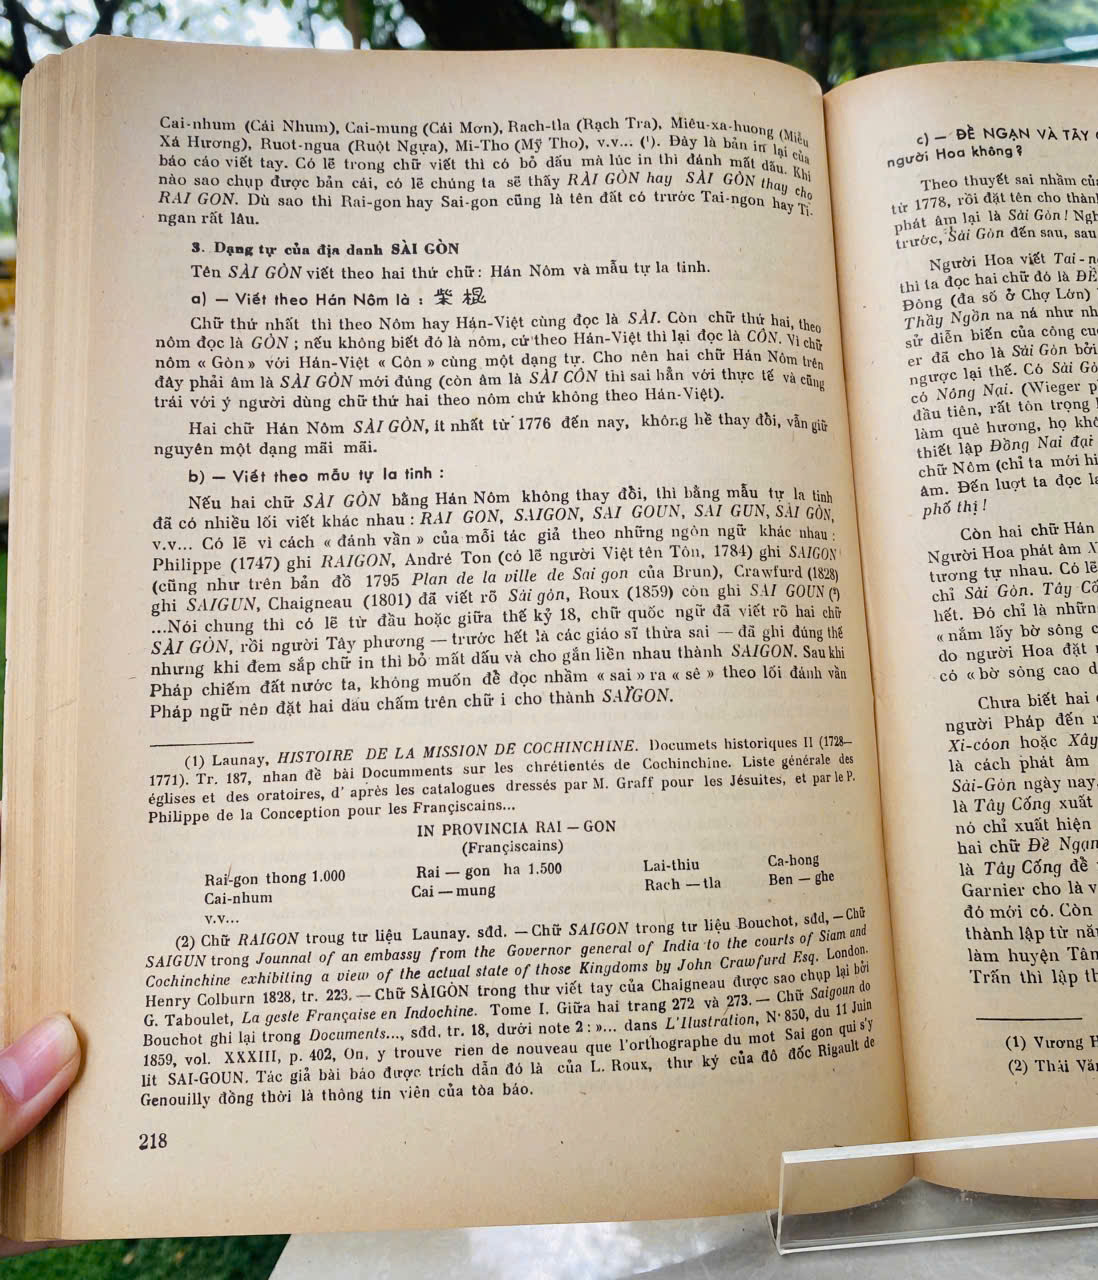 Cai-nhum (Cái Nhum), Cai-mung (Cái Mơn), Rach-tla (Rạch Tra), Miêu-xa-huong (Miễu
Xá Hương), Ruot-ngua (Ruột Ngựa), Mi-Tho (Mỹ Tho), v.v... (¹). Đây là bản in lại của
báo cáo viết tay. Có lẽ trong chữ viết thì có bỏ dấu mà lúc in thì đánh mất dấu. Khi
nào sao chụp được bản cái, có lẽ chúng ta sẽ thấy RÀI GÒN hay SÀI GÒN thay cho
RAI GON. Dù sao thì Rai-gon hay Sai-gon cũng là tên đất có trước Tai-ngon hay Ti-
ngan rất lâu.
3. Dạng tự của địa danh SÀI GÒN
Tên SÀI GÒN viết theo hai thứ chữ: Hán Nôm và mẫu tự la tinh.
a) — Viết theo Hán Nôm là : 柴 棍
Chữ thứ nhất thì theo Nôm hay Hán-Việt cùng đọc là SÀI. Còn chữ thứ hai, theo
nôm đọc là GÒN ; nếu không biết đó là nôm, cứ theo Hán-Việt thì lại đọc là CÔN. Vì chữ
nôm « Gòn » với Hán-Việt « Côn » cùng một dạng tự. Cho nên hai chữ Hán Nôm trên
đây phải âm là SÀI GÒN mới đúng (còn âm là SÀI CÔN thì sai hẳn với thực tế và cũng
trái với ý người dùng chữ thứ hai theo nôm chứ không theo Hán-Việt).
Hai chữ Hán Nôm SÀI GÒN, ít nhất từ 1776 đến nay, không hề thay đổi, vẫn giữ
nguyên một dạng mãi mãi.
b) — Viết theo mẫu tự la tinh :
Nếu hai chữ SÀI GÒN bằng Hán Nôm không thay đổi, thì bằng mẫu tự la tinh
đã có nhiều lối viết khác nhau : RAI GON, SAIGON, SAI GOUN, SAI GUN, SÀI GÒN,
v.v... Có lẽ vì cách « đánh vần » của mỗi tác giả theo những ngôn ngữ khác nhau :
Philippe (1747) ghi RAIGON, André Ton (có lẽ người Việt tên Tôn, 1784) ghi SAIGON
(cũng như trên bản đồ 1795 Plan de la ville de Sai gon của Brun), Crawfurd (1828)
ghi SAIGUN, Chaigneau (1801) đã viết rõ Sài gòn, Roux (1859) còn ghi SAI GOUN (²)
...Nói chung thì có lẽ từ đầu hoặc giữa thế kỷ 18, chữ quốc ngữ đã viết rõ hai chữ
SÀI GÒN, rồi người Tây phương — trước hết là các giáo sĩ thừa sai — đã ghi đúng thế
nhưng khi đem sắp chữ in thì bỏ mất dấu và cho gắn liền nhau thành SAIGON. Sau khi
Pháp chiếm đất nước ta, không muốn để đọc nhầm « sai » ra « sê » theo lối đánh vần
Pháp ngữ nên đặt hai dấu chấm trên chữ i cho thành SAÏGON.
(1) Launay, HISTOIRE DE LA MISSION DE COCHINCHINE. Documets historiques II (1728—
1771). Tr. 187, nhan đề bài Documments sur les chrétientés de Cochinchine. Liste générale des
églises et des oratoires, d' après les catalogues dressés par M. Graff pour les Jésuites, et par le P.
Philippe de la Conception pour les Françiscains...
IN PROVINCIA RAI — GON
(Françiscains)
Rai-gon thong 1.000 Rai — gon ha 1.500 Lai-thiu Ca-hong
Cai-nhum Cai — mung Rach — tla Ben — ghe
v.v...
(2) Chữ RAIGON troug tư liệu Launay. sđd. — Chữ SAIGON trong tư liệu Bouchot, sđd, — Chữ
SAIGUN trong Jounnal of an embassy from the Governor general of India to the courts of Siam and
Cochinchine exhibiling a view of the actual state of those Kingdoms by John Crawfurd Esq. London.
Henry Colburn 1828, tr. 223. — Chữ SÀIGÒN trong thư viết tay của Chaigneau được sao chụp lại bởi
G. Taboulet, La geste Française en Indochine. Tome I. Giữa hai trang 272 và 273. — Chữ Saigoun do
Bouchot ghi lại trong Documents..., sđd. tr. 18, dưới note 2 : »... dans L'Ilustration, N· 850, du 11 Juin
1859, vol. XXXIII, p. 402, On. y trouve rien de nouveau que l'orthographe du mot Sai gon qui s'y
lit SAI-GOUN. Tác giả bài báo được trích dẫn đó là của L. Roux, thư ký của đô đốc Rigault de
Genouilly đồng thời là thông tín viên của tòa báo.
218
c) — ĐỀ NGẠN VÀ TÂY
người Hoa không ?
Theo thuyết sai nhầm
từ 1778, rồi đặt tên cho
phát âm lại là Sài Gòn !
trước, Sài Gòn đến sau, sau
Người Hoa viết
thì ta đọc hai chữ đó là
Đông (đa số ở Chợ Lớn)
Thầy Ngồn na ná như
sử diễn biến của công
er đã cho là Sài Gòn bởi
ngược lại thế. Có Sài
có Nông Nại. (Wieger
đầu tiên, rất tôn trọng
làm quê hương, họ
thiết lập Đồng Nai đại
chữ Nôm (chỉ ta mới
âm. Đến lượt ta đọc
phố thị !
Còn hai chữ Hán
Người Hoa phát âm
tương tự nhau. Có lẽ
chỉ Sài Gòn. Tây
hết. Đó chỉ là
« nắm lấy bờ sông
do người Hoa đặt
có « bờ sông cao
Chưa biết hai
người Pháp đến
Xi-cóon hoặc Xây
là cách phát âm
Sài-Gòn ngày nay,
là Tây Cống xuất
nó chỉ xuất hiện
hai chữ Đề Ngạn
là Tây Cống để
Garnier cho là
đó mới có. Còn
thành lập từ
làm huyện
Trấn thì lập
(1) Vương
(2) Thái